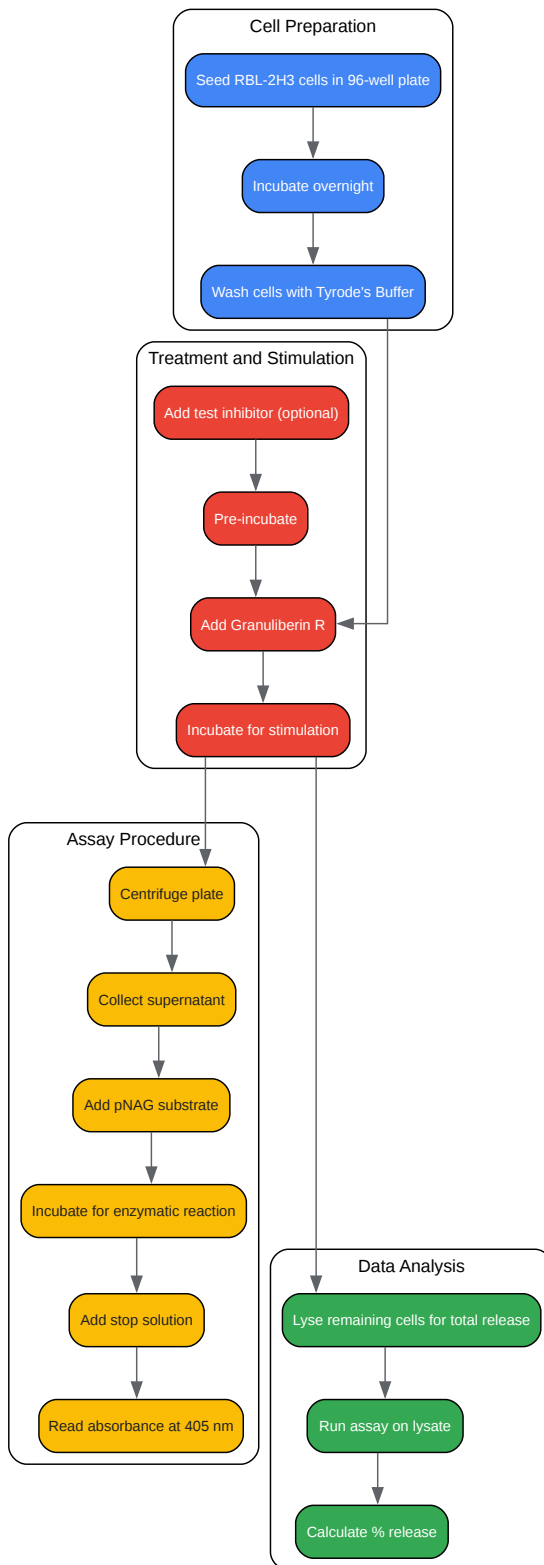 Cell Preparation
Seed RBL-2H3 cells in 96-well plate
Incubate overnight
Wash cells with Tyrode's Buffer
Treatment and Stimulation
Add test inhibitor (optional)
Pre-incubate
Add Granuliberin R
Incubate for stimulation
Assay Procedure
Centrifuge plate
Collect supernatant
Add pNAG substrate
Incubate for enzymatic reaction
Add stop solution
Read absorbance at 405 nm
Data Analysis
Lyse remaining cells for total release
Run assay on lysate
Calculate % release